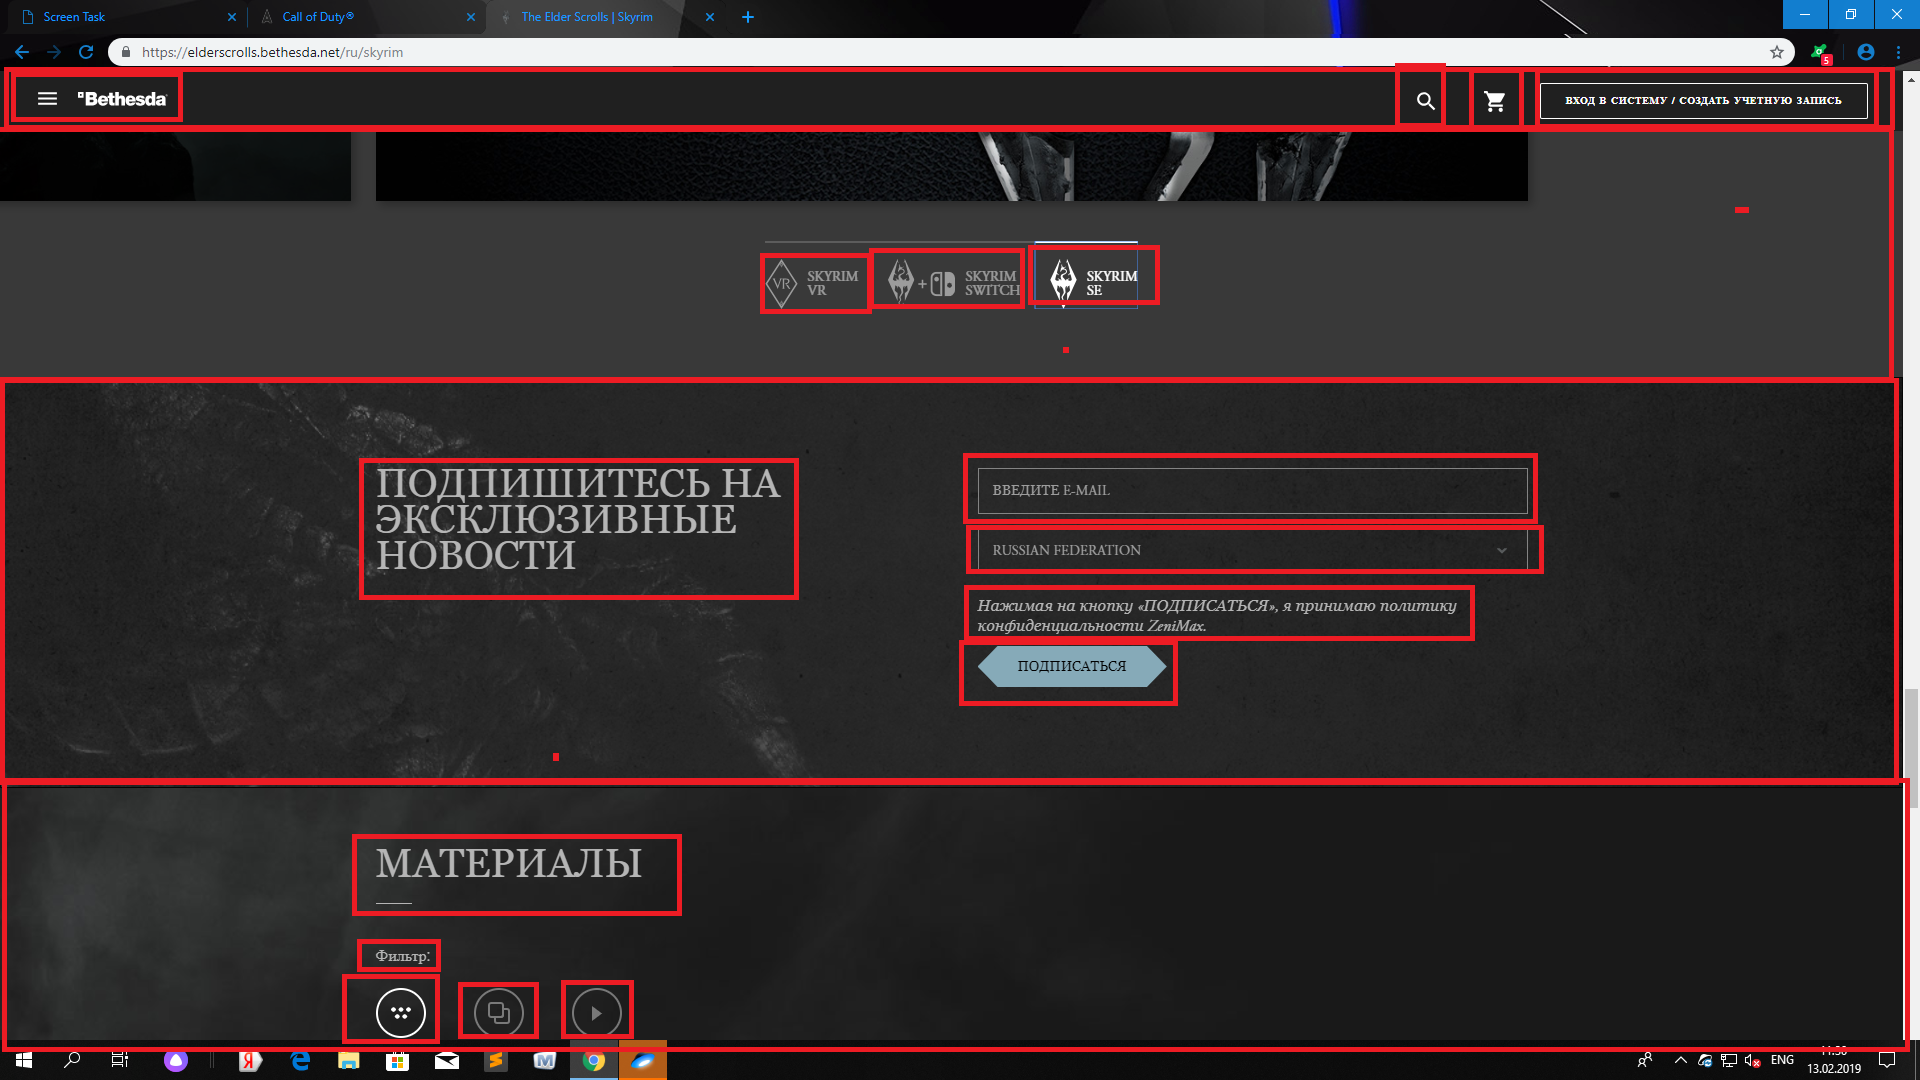 Screen Task
Call of Duty®
The Elder Scrolls | Skyrim
https://elderscrolls.bethesda.net/ru/skyrim
5
Bethesda
ВХОД В СИСТЕМУ / СОЗДАТЬ УЧЕТНУЮ ЗАПИСЬ
VR
SKYRIM
VR
+
SKYRIM
SWITCH
SKYRIM
SE
ПОДПИШИТЕСЬ НА
ЭКСКЛЮЗИВНЫЕ
НОВОСТИ
ВВЕДИТЕ E-MAIL
RUSSIAN FEDERATION
Нажимая на кнопку «ПОДПИСАТЬСЯ», я принимаю политику
конфиденциальности ZeniMax.
ПОДПИСАТЬСЯ
МАТЕРИАЛЫ
Фильтр:
Я
S
M
ENG
13.02.2019